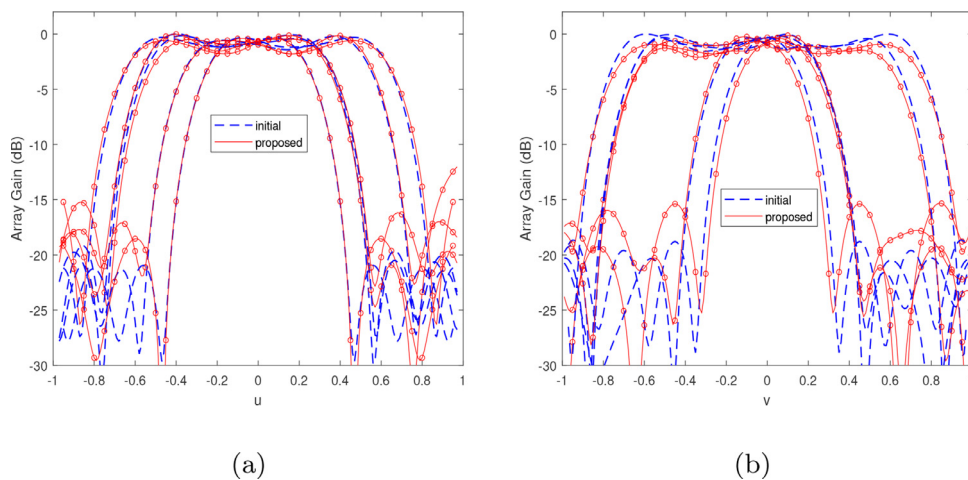 0
-5
-10
-15
-20
-25
-30
Array Gain (dB)
initial
proposed
-1 -0.8 -0.6 -0.4 -0.2 0 0.2 0.4 0.6 0.8 1
u
(a)
0
-5
-10
-15
-20
-25
-30
Array Gain (dB)
initial
proposed
-1 -0.8 -0.6 -0.4 -0.2 0 0.2 0.4 0.6 0.8
v
(b)